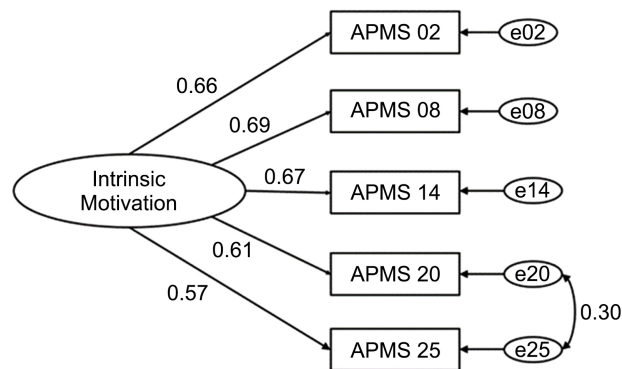 APMS 02
e02
0.66
APMS 08
e08
0.69
Intrinsic
Motivation
0.67
APMS 14
e14
0.61
APMS 20
e20
0.57
0.30
APMS 25
e25